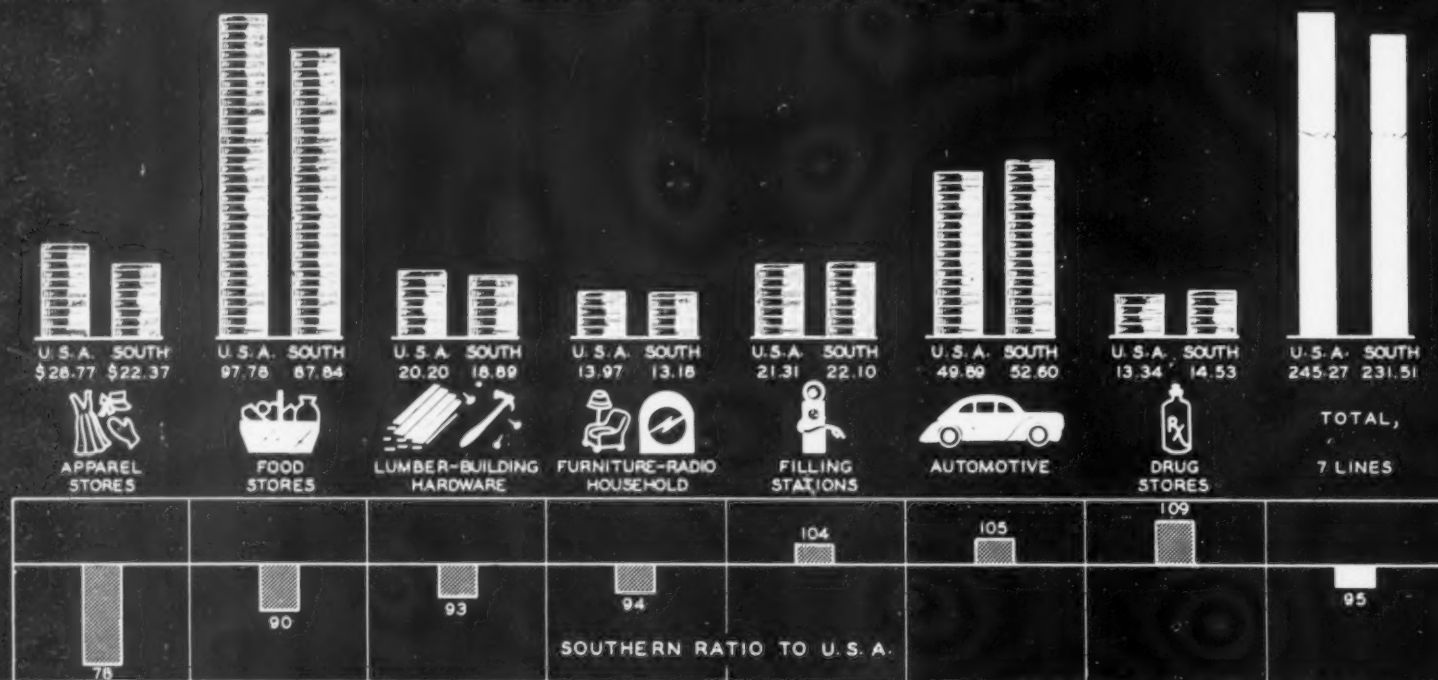 U.S.A. SOUTH U.S.A. SOUTH U.S.A. SOUTH U.S.A. SOUTH U.S.A. SOUTH U.S.A. SOUTH U.S.A. SOUTH U.S.A. SOUTH
$28.77 $22.37 97.78 87.84 20.20 18.89 13.97 13.18 21.31 22.10 49.89 52.60 13.34 14.53 245.27 231.51
RX
APPAREL
STORES
FOOD
STORES
LUMBER-BUILDING
HARDWARE
FURNITURE-RADIO
HOUSEHOLD
FILLING
STATIONS
AUTOMOTIVE
DRUG
STORES
TOTAL,
7 LINES
78
90
93
94
104
105
109
95
SOUTHERN RATIO TO U.S.A.